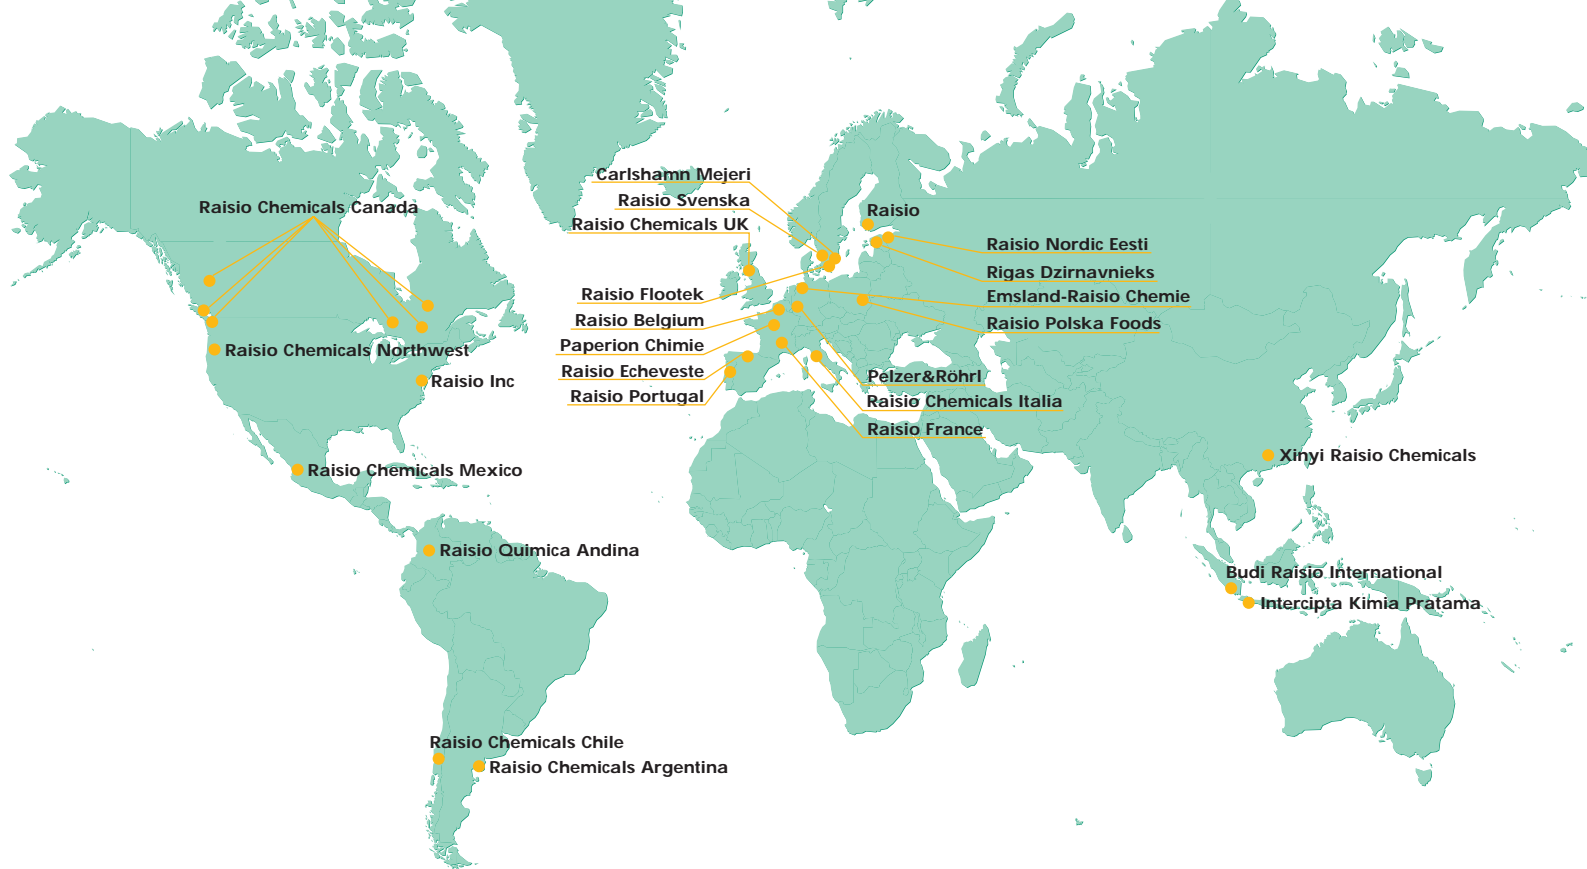 Carlshamn Mejeri
Raisio Svenska
Raisio Chemicals UK
Raisio Chemicals Canada
Raisio
Raisio Nordic Eesti
Rigas Dzirnavnieks
Emsland-Raisio Chemie
Raisio Polska Foods
Raisio Flootek
Raisio Belgium
Paperion Chimie
Raisio Echeveste
Raisio Portugal
Raisio Chemicals Northwest
Raisio Inc
Pelzer&Röhrl
Raisio Chemicals Italia
Raisio France
Raisio Chemicals Mexico
Xinyi Raisio Chemicals
Raisio Quimica Andina
Budi Raisio International
Intercipta Kimia Pratama
Raisio Chemicals Chile
Raisio Chemicals Argentina